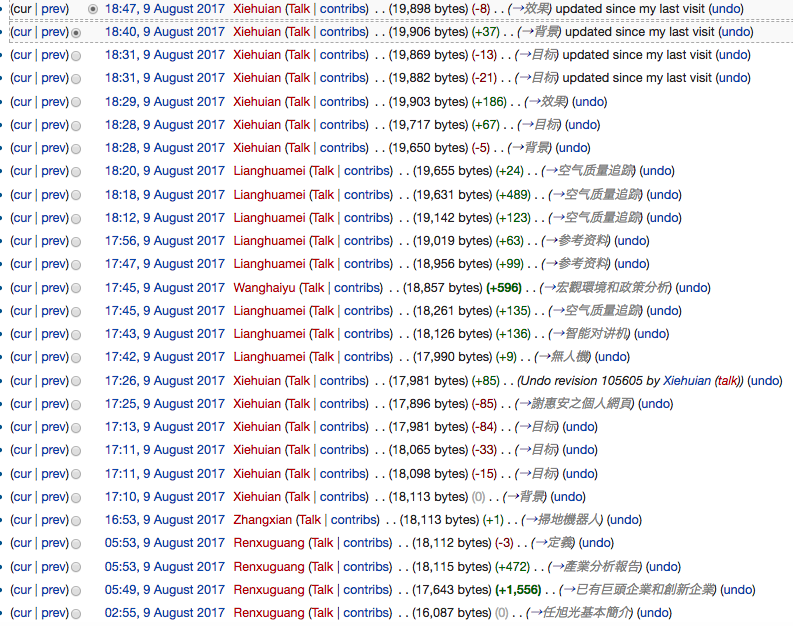 (cur | prev) 18:47, 9 August 2017 Xiehuian (Talk | contribs) . . (19,898 bytes) (-8) . . (→效果) updated since my last visit (undo)
(cur | prev) 18:40, 9 August 2017 Xiehuian (Talk | contribs) . . (19,906 bytes) (+37) . . (→背景) updated since my last visit (undo)
(cur | prev) 18:31, 9 August 2017 Xiehuian (Talk | contribs) . . (19,869 bytes) (-13) . . (→目标) updated since my last visit (undo)
(cur | prev) 18:31, 9 August 2017 Xiehuian (Talk | contribs) . . (19,882 bytes) (-21) . . (→目标) updated since my last visit (undo)
(cur | prev) 18:29, 9 August 2017 Xiehuian (Talk | contribs) . . (19,903 bytes) (+186) . . (→效果) (undo)
(cur | prev) 18:28, 9 August 2017 Xiehuian (Talk | contribs) . . (19,717 bytes) (+67) . . (→目标) (undo)
(cur | prev) 18:28, 9 August 2017 Xiehuian (Talk | contribs) . . (19,650 bytes) (-5) . . (→背景) (undo)
(cur | prev) 18:20, 9 August 2017 Lianghuamei (Talk | contribs) . . (19,655 bytes) (+24) . . (→空气质量追踪) (undo)
(cur | prev) 18:18, 9 August 2017 Lianghuamei (Talk | contribs) . . (19,631 bytes) (+489) . . (→空气质量追踪) (undo)
(cur | prev) 18:12, 9 August 2017 Lianghuamei (Talk | contribs) . . (19,142 bytes) (+123) . . (→空气质量追踪) (undo)
(cur | prev) 17:56, 9 August 2017 Lianghuamei (Talk | contribs) . . (19,019 bytes) (+63) . . (→参考资料) (undo)
(cur | prev) 17:47, 9 August 2017 Lianghuamei (Talk | contribs) . . (18,956 bytes) (+99) . . (→参考资料) (undo)
(cur | prev) 17:45, 9 August 2017 Wanghaiyu (Talk | contribs) . . (18,857 bytes) (+596) . . (→宏觀環境和政策分析) (undo)
(cur | prev) 17:45, 9 August 2017 Lianghuamei (Talk | contribs) . . (18,261 bytes) (+135) . . (→空气质量追踪) (undo)
(cur | prev) 17:43, 9 August 2017 Lianghuamei (Talk | contribs) . . (18,126 bytes) (+136) . . (→智能对讲机) (undo)
(cur | prev) 17:42, 9 August 2017 Lianghuamei (Talk | contribs) . . (17,990 bytes) (+9) . . (→無人機) (undo)
(cur | prev) 17:26, 9 August 2017 Xiehuian (Talk | contribs) . . (17,981 bytes) (+85) . . (Undo revision 105605 by Xiehuian (talk)) (undo)
(cur | prev) 17:25, 9 August 2017 Xiehuian (Talk | contribs) . . (17,896 bytes) (-85) . . (→謝惠安之個人網頁) (undo)
(cur | prev) 17:13, 9 August 2017 Xiehuian (Talk | contribs) . . (17,981 bytes) (-84) . . (→目标) (undo)
(cur | prev) 17:11, 9 August 2017 Xiehuian (Talk | contribs) . . (18,065 bytes) (-33) . . (→目标) (undo)
(cur | prev) 17:11, 9 August 2017 Xiehuian (Talk | contribs) . . (18,098 bytes) (-15) . . (→目标) (undo)
(cur | prev) 17:10, 9 August 2017 Xiehuian (Talk | contribs) . . (18,113 bytes) (0) . . (→背景) (undo)
(cur | prev) 16:53, 9 August 2017 Zhangxian (Talk | contribs) . . (18,113 bytes) (+1) . . (→掃地機器人) (undo)
(cur | prev) 05:53, 9 August 2017 Renxuguang (Talk | contribs) . . (18,112 bytes) (-3) . . (→定義) (undo)
(cur | prev) 05:53, 9 August 2017 Renxuguang (Talk | contribs) . . (18,115 bytes) (+472) . . (→產業分析報告) (undo)
(cur | prev) 05:49, 9 August 2017 Renxuguang (Talk | contribs) . . (17,643 bytes) (+1,556) . . (→已有巨頭企業和創新企業) (undo)
(cur | prev) 02:55, 9 August 2017 Renxuguang (Talk | contribs) . . (16,087 bytes) (0) . . (→任旭光基本簡介) (undo)